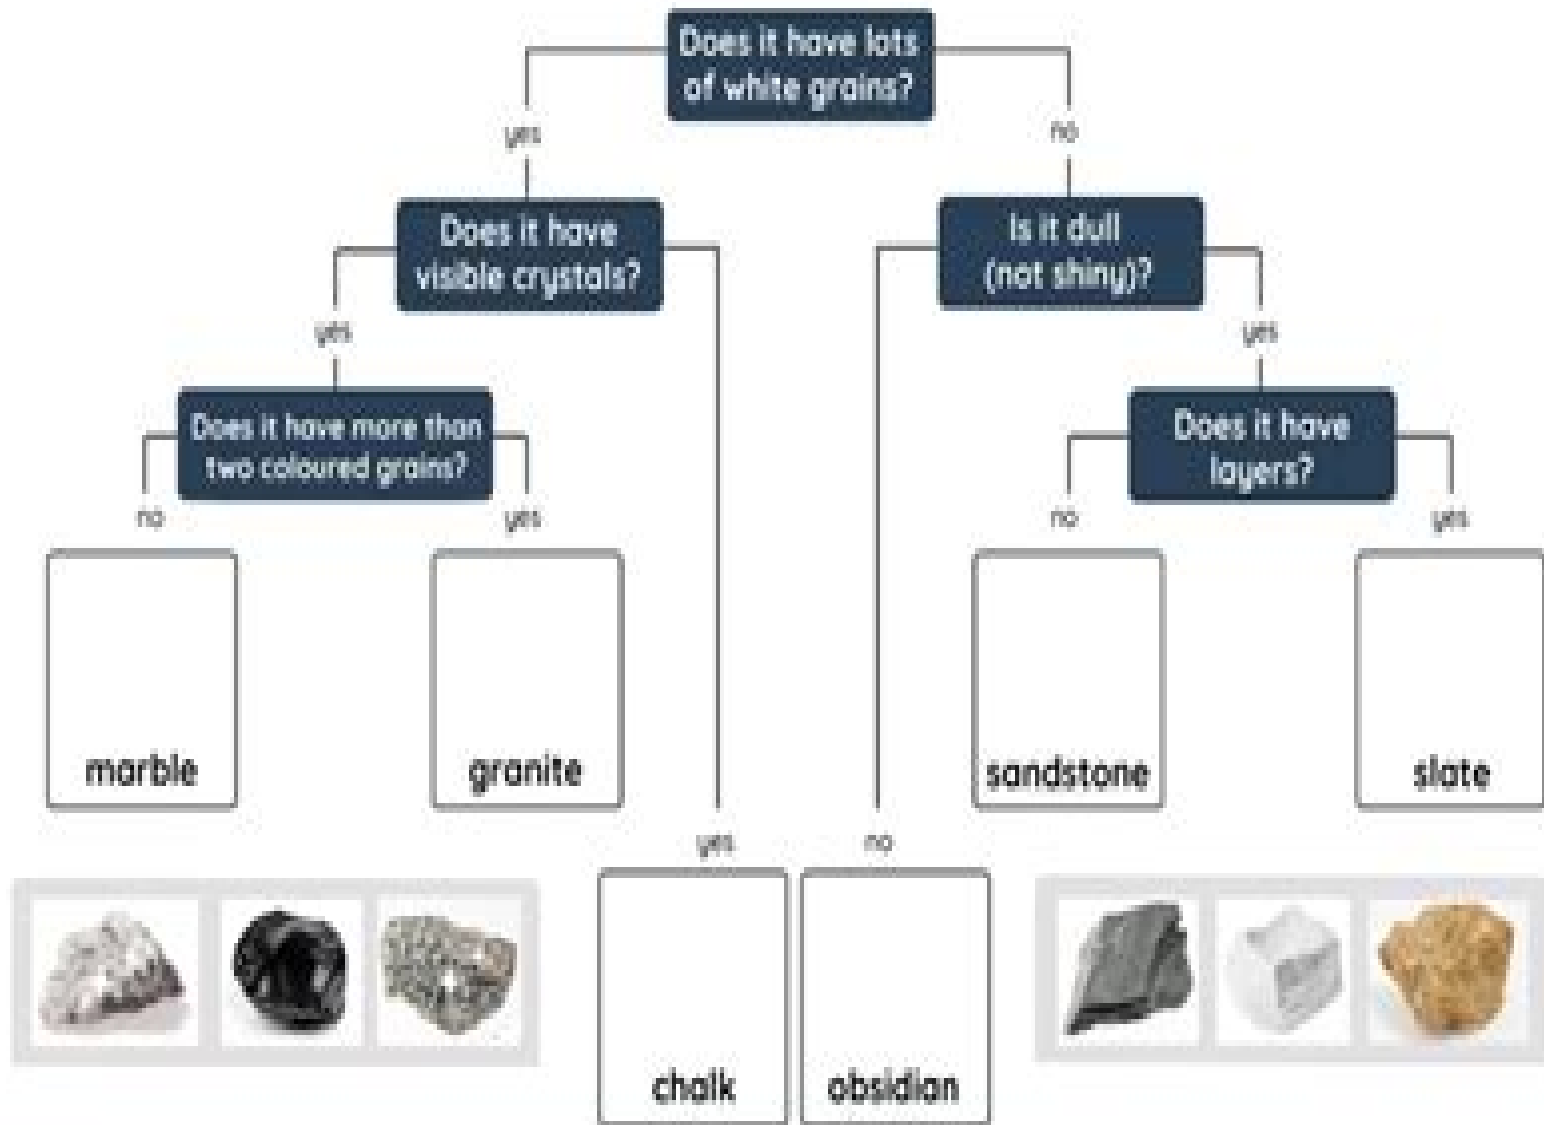 Does it have lots
of white grains?
yes
no
Does it have
visible crystals?
Is it dull
(not shiny)?
yes
yes
Does it have more than
two coloured grains?
Does it have
layers?
no
yes
no
yes
marble
granite
sandstone
slate
yes
no
chalk
obsidian